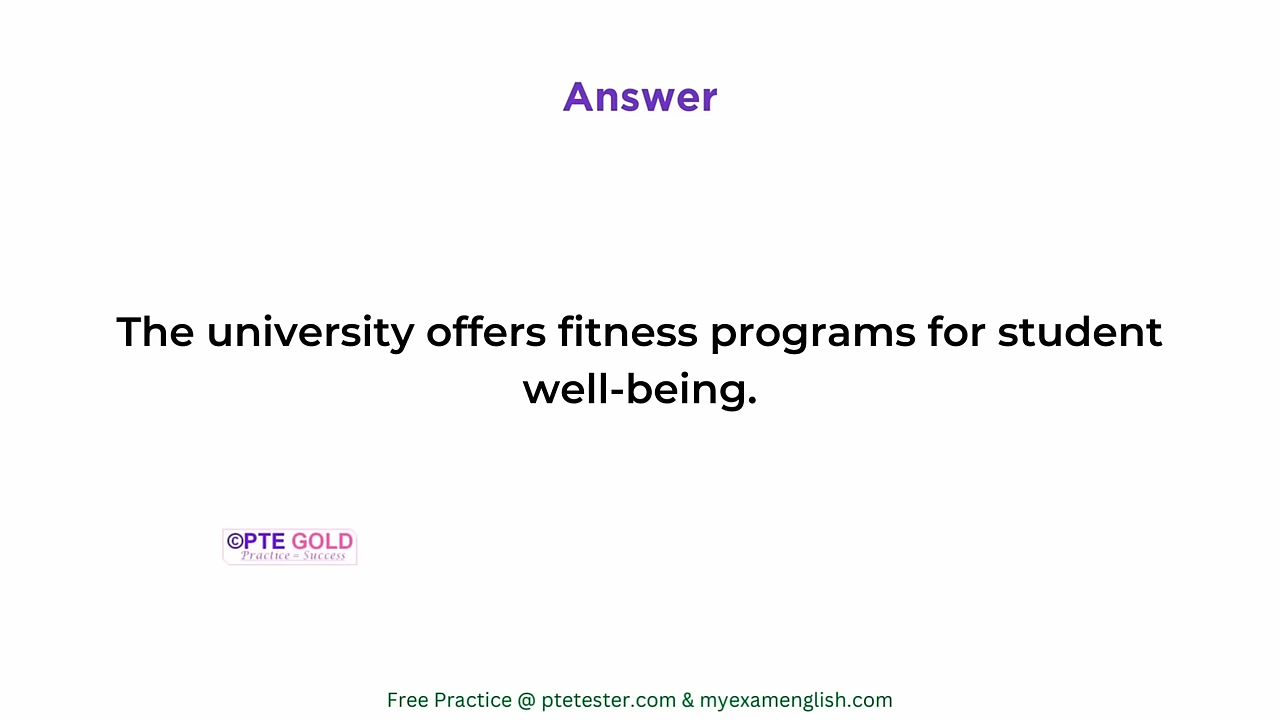 Answer
The university offers fitness programs for student
well-being.
©PTE GOLD
Practice = Success
Free Practice @ ptetester.com & myexamenglish.com